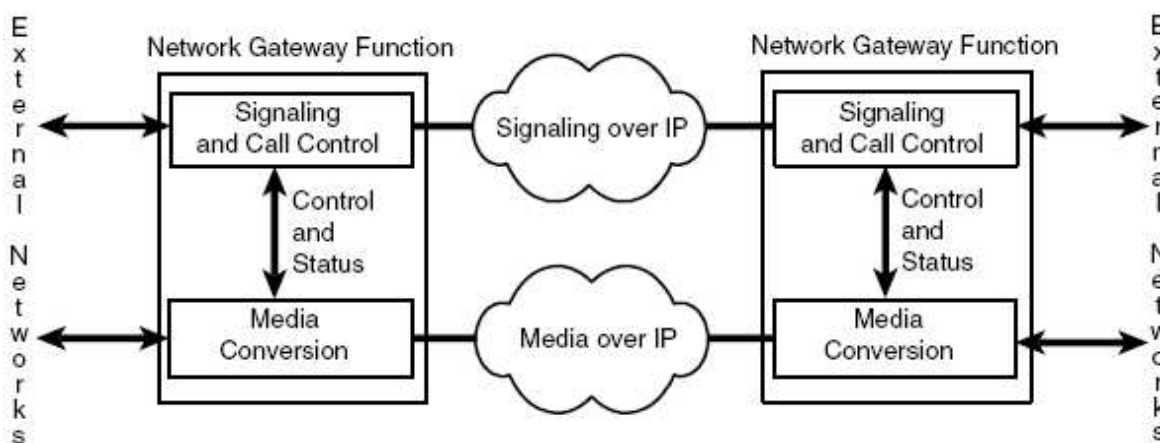 External Networks
Network Gateway Function
Signaling
and Call Control
Control
and
Status
Media
Conversion
Signaling over IP
Media over IP
Network Gateway Function
Signaling
and Call Control
Control
and
Status
Media
Conversion
External Networks